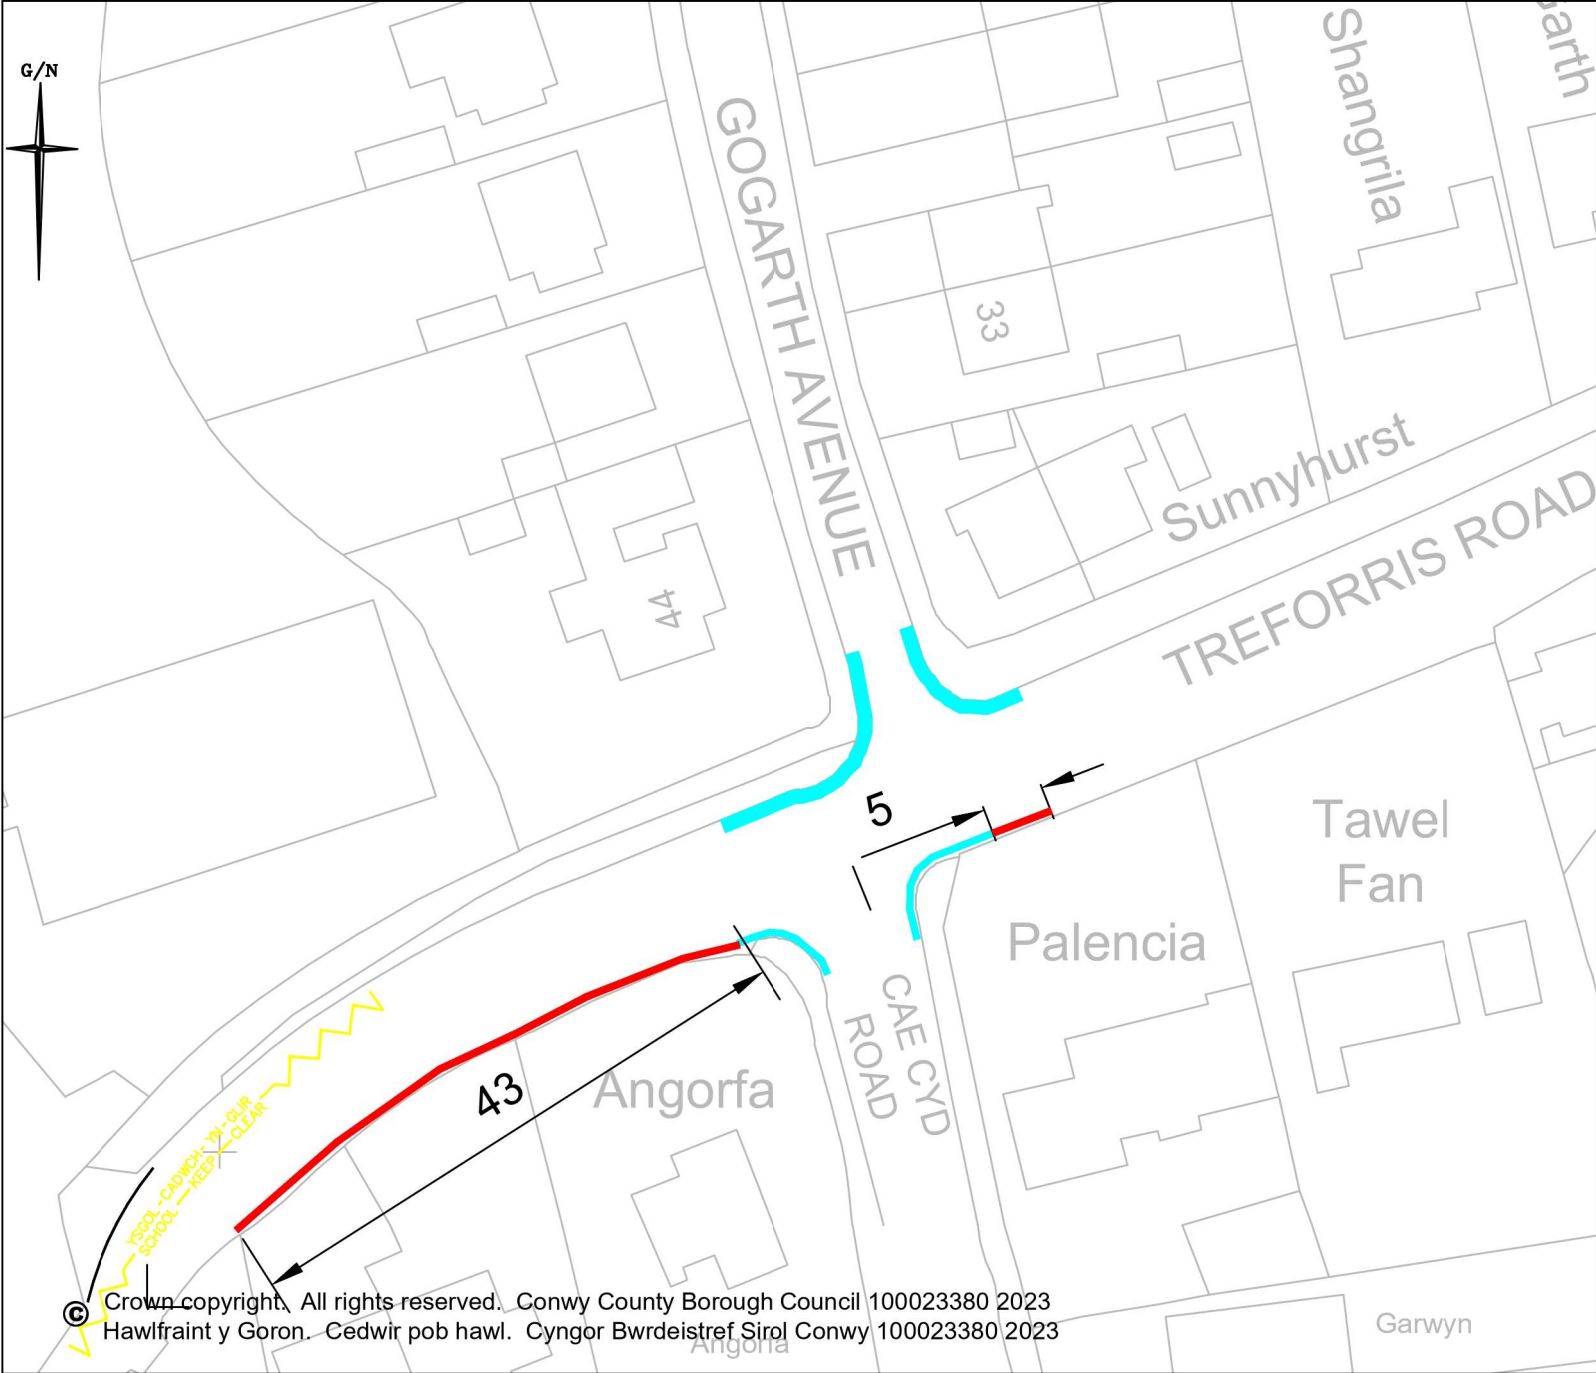 G/N
Shangrila
arth
GOGARTH AVENUE
33
Sunnyhurst
TREFORRIS ROAD
44
5
Tawel
Fan
Palencia
CAE CYD
ROAD
43
Angorfa
YSGOL - CADWCH - YN - GLIR
SCHOOL — KEEP — CLEAR
© Crown copyright. All rights reserved. Conwy County Borough Council 100023380 2023
Hawlfraint y Goron. Cedwir pob hawl. Cyngor Bwrdeistref Sirol Conwy 100023380 2023
Angorfa
Garwyn